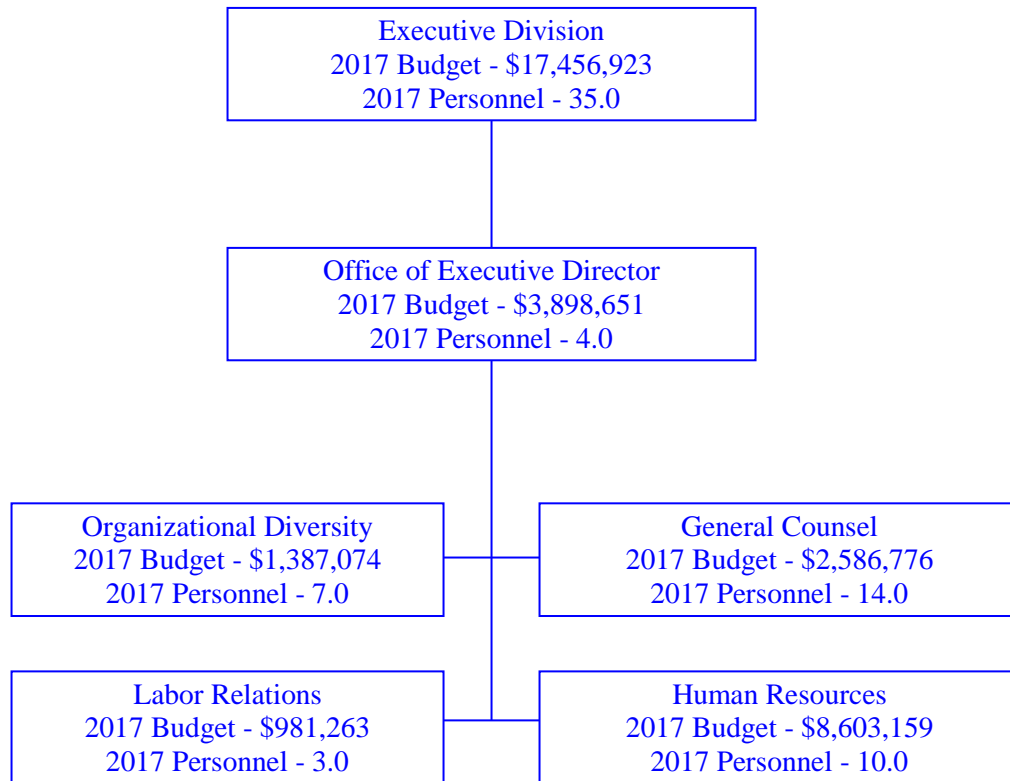 Executive Division
2017 Budget - $17,456,923
2017 Personnel - 35.0
Office of Executive Director
2017 Budget - $3,898,651
2017 Personnel - 4.0
Organizational Diversity
2017 Budget - $1,387,074
2017 Personnel - 7.0
General Counsel
2017 Budget - $2,586,776
2017 Personnel - 14.0
Labor Relations
2017 Budget - $981,263
2017 Personnel - 3.0
Human Resources
2017 Budget - $8,603,159
2017 Personnel - 10.0